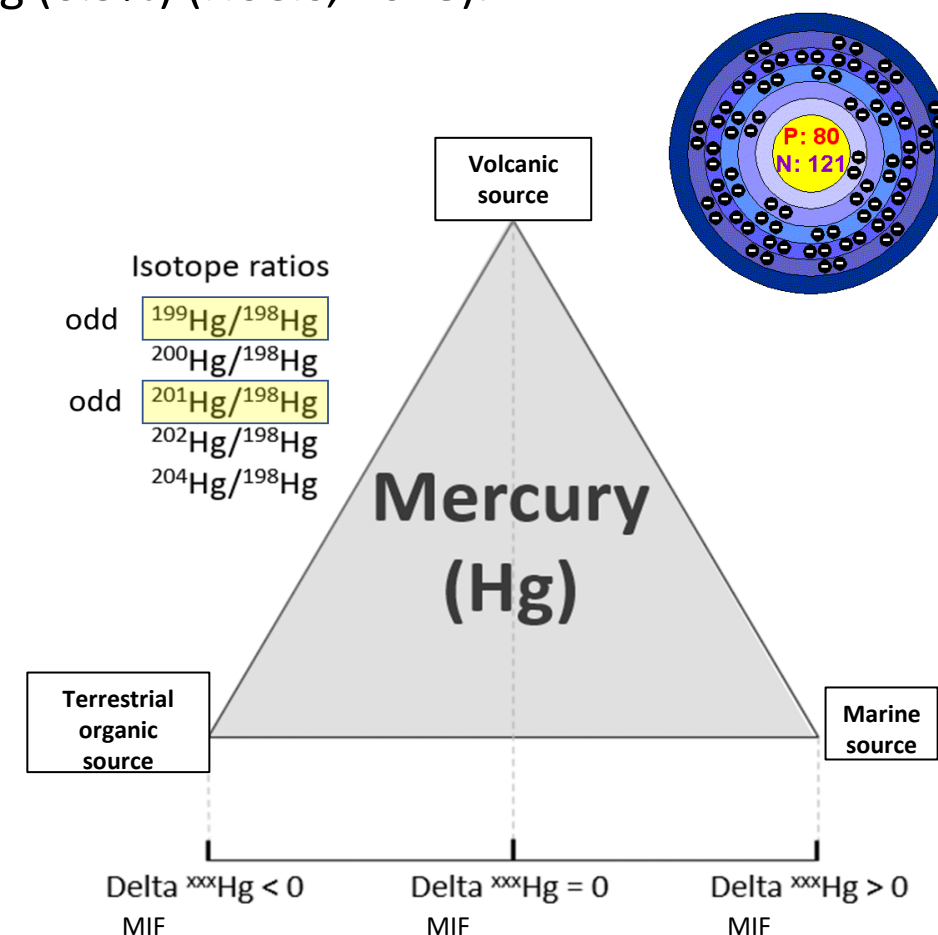 P: 80
N: 121
Volcanic
source
Isotope ratios
odd ¹⁹⁹Hg/¹⁹⁸Hg
²⁰⁰Hg/¹⁹⁸Hg
odd ²⁰¹Hg/¹⁹⁸Hg
²⁰²Hg/¹⁹⁸Hg
²⁰⁴Hg/¹⁹⁸Hg
Mercury
(Hg)
Terrestrial
organic
source
Marine
source
Delta ˣˣˣHg < 0 Delta ˣˣˣHg = 0 Delta ˣˣˣHg > 0
MIF MIF MIF